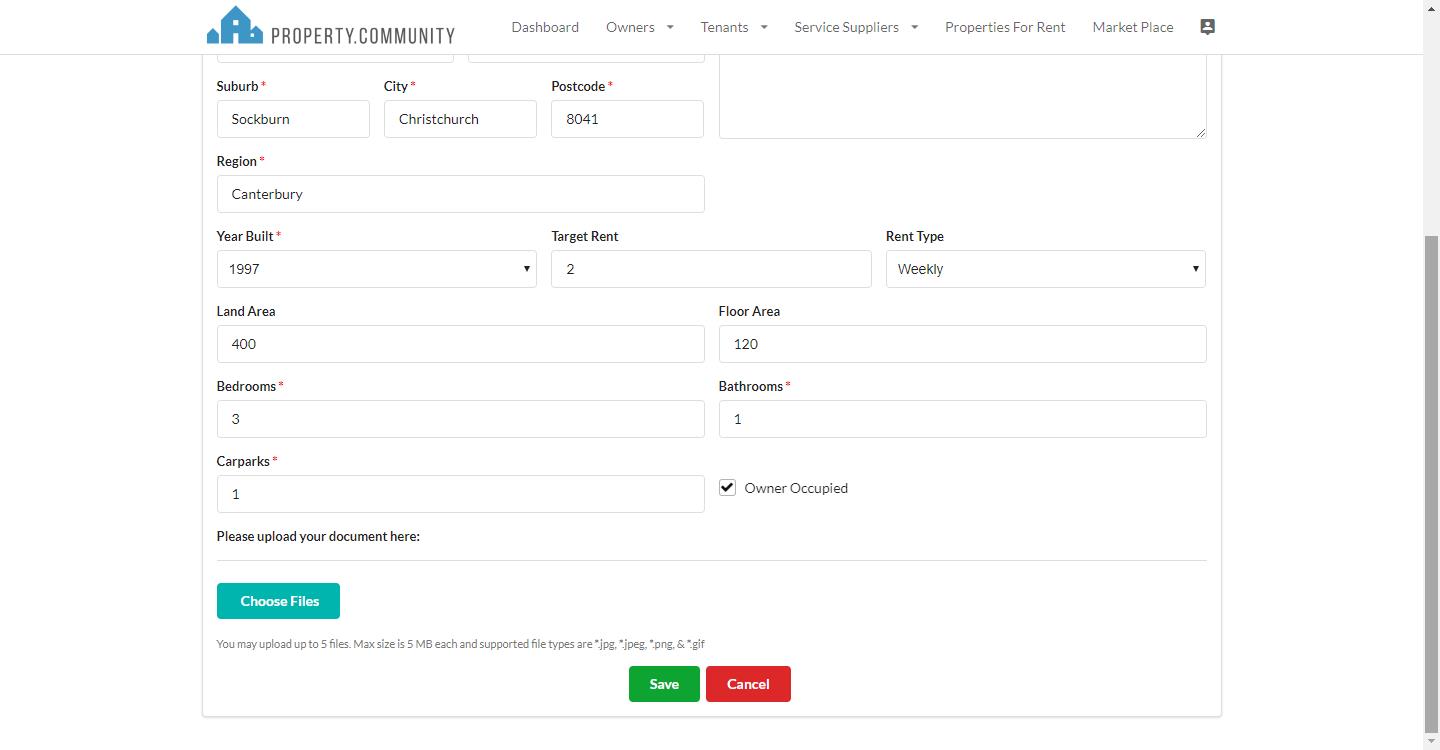 PROPERTY.COMMUNITY Dashboard Owners Tenants Service Suppliers Properties For Rent Market Place
Suburb * City * Postcode *
Sockburn Christchurch 8041
Region *
Canterbury
Year Built * Target Rent Rent Type
1997 2 Weekly
Land Area Floor Area
400 120
Bedrooms * Bathrooms *
3 1
Carparks *
1 Owner Occupied
Please upload your document here:
Choose Files
You may upload up to 5 files. Max size is 5 MB each and supported file types are *.jpg, *.jpeg, *.png, & *.gif
Save Cancel